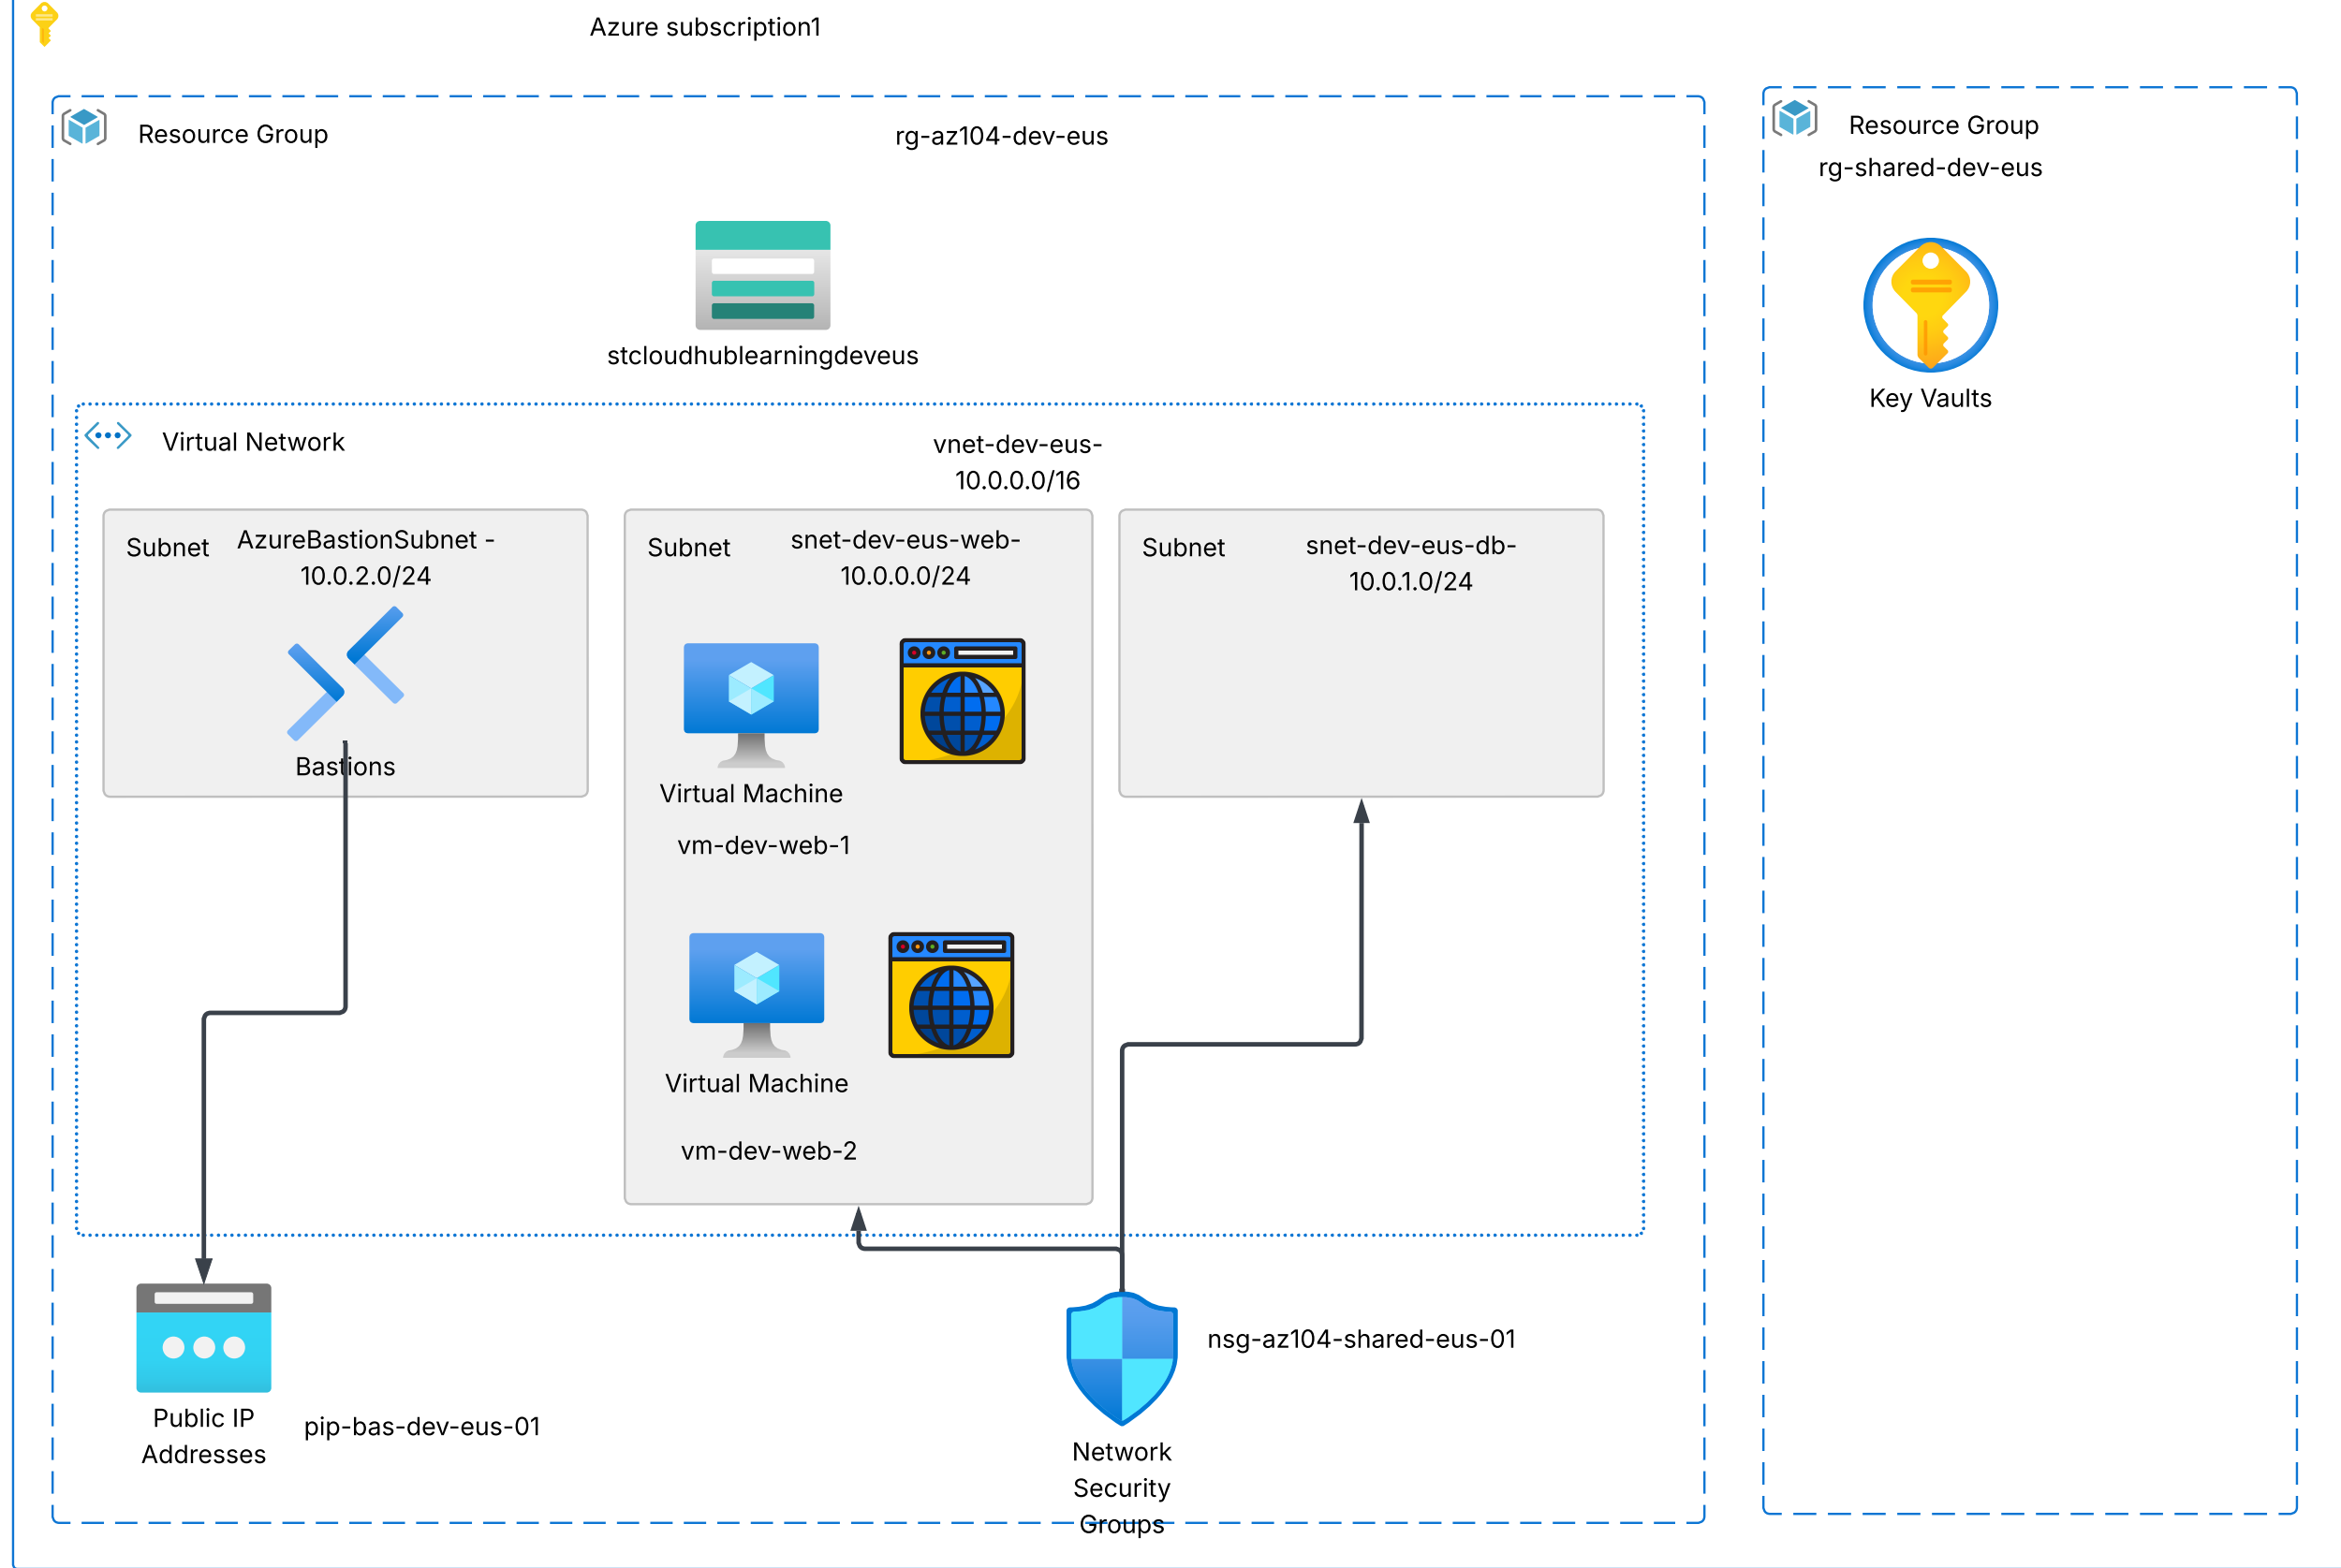 Azure subscription1
Resource Group
rg-az104-dev-eus
stcloudhublearningdeveus
Virtual Network
vnet-dev-eus-
10.0.0.0/16
Subnet
AzureBastionSubnet -
10.0.2.0/24
Bastions
Subnet
snet-dev-eus-web-
10.0.0.0/24
Virtual Machine
vm-dev-web-1
Virtual Machine
vm-dev-web-2
Subnet
snet-dev-eus-db-
10.0.1.0/24
Public IP
Addresses
pip-bas-dev-eus-01
nsg-az104-shared-eus-01
Network
Security
Groups
Resource Group
rg-shared-dev-eus
Key Vaults